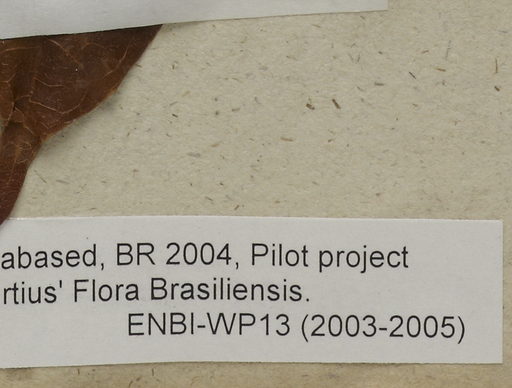 abased, BR 2004, Pilot project
rtius' Flora Brasiliensis.
ENBI-WP13 (2003-2005)